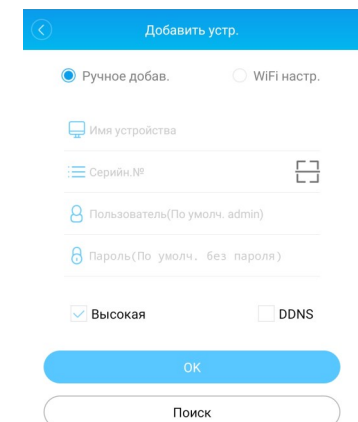 Добавить устр.
Ручное добав. WiFi настр.
Имя устройства
Серийн.№
Пользователь(По умолч. admin)
Пароль(По умолч. без пароля)
Высокая DDNS
OK
Поиск